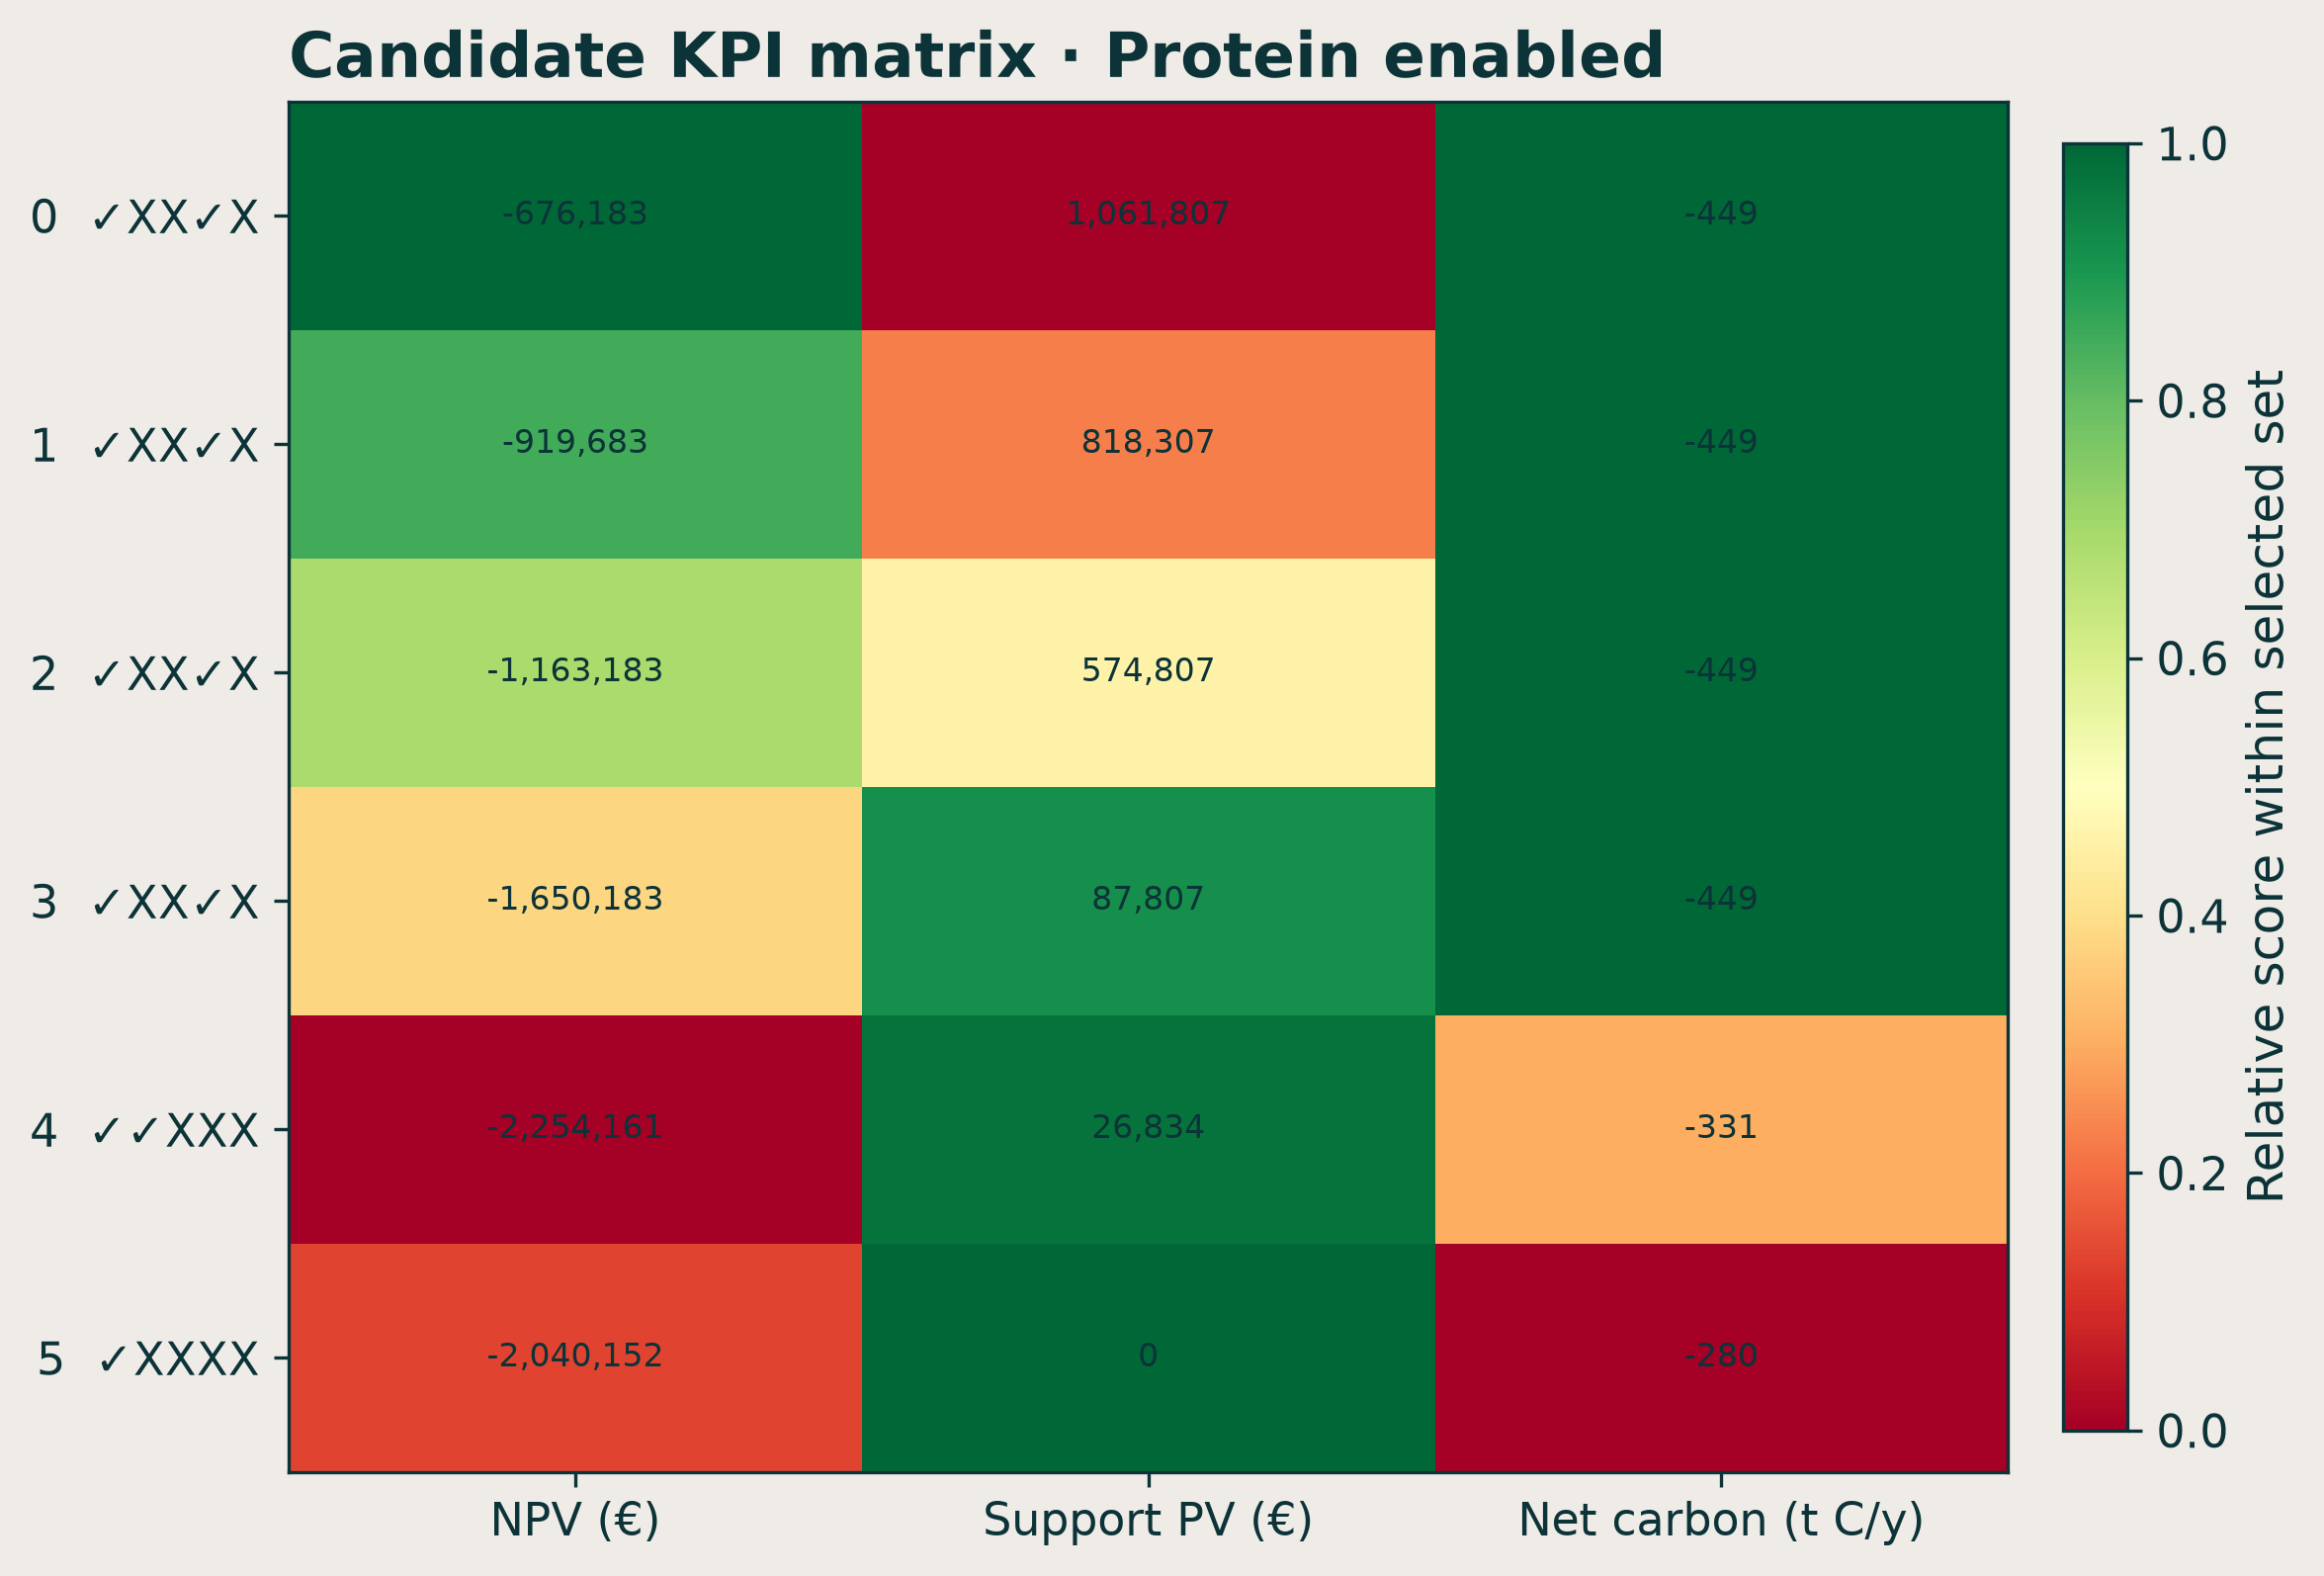 Candidate KPI matrix · Protein enabled
0 ✓XX✓X -676,183 1,061,807 -449
1 ✓XX✓X -919,683 818,307 -449
2 ✓XX✓X -1,163,183 574,807 -449
3 ✓XX✓X -1,650,183 87,807 -449
4 ✓✓XXX -2,254,161 26,834 -331
5 ✓XXXX -2,040,152 0 -280
NPV (€) Support PV (€) Net carbon (t C/y)
1.0
0.8
0.6
0.4
0.2
0.0
Relative score within selected set